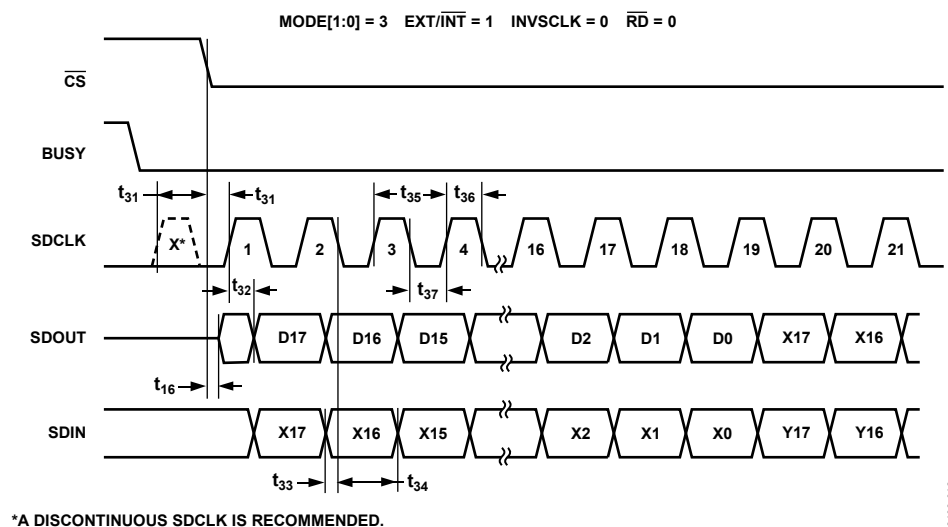 MODE[1:0] = 3 EXT/INT = 1 INVSCLK = 0 RD = 0
CS
BUSY
t31 t31 t35 t36
SDCLK X* 1 2 3 4 16 17 18 19 20 21
t32 t37
SDOUT D17 D16 D15 D2 D1 D0 X17 X16
t16
SDIN X17 X16 X15 X2 X1 X0 Y17 Y16
t33 t34
*A DISCONTINUOUS SDCLK IS RECOMMENDED.